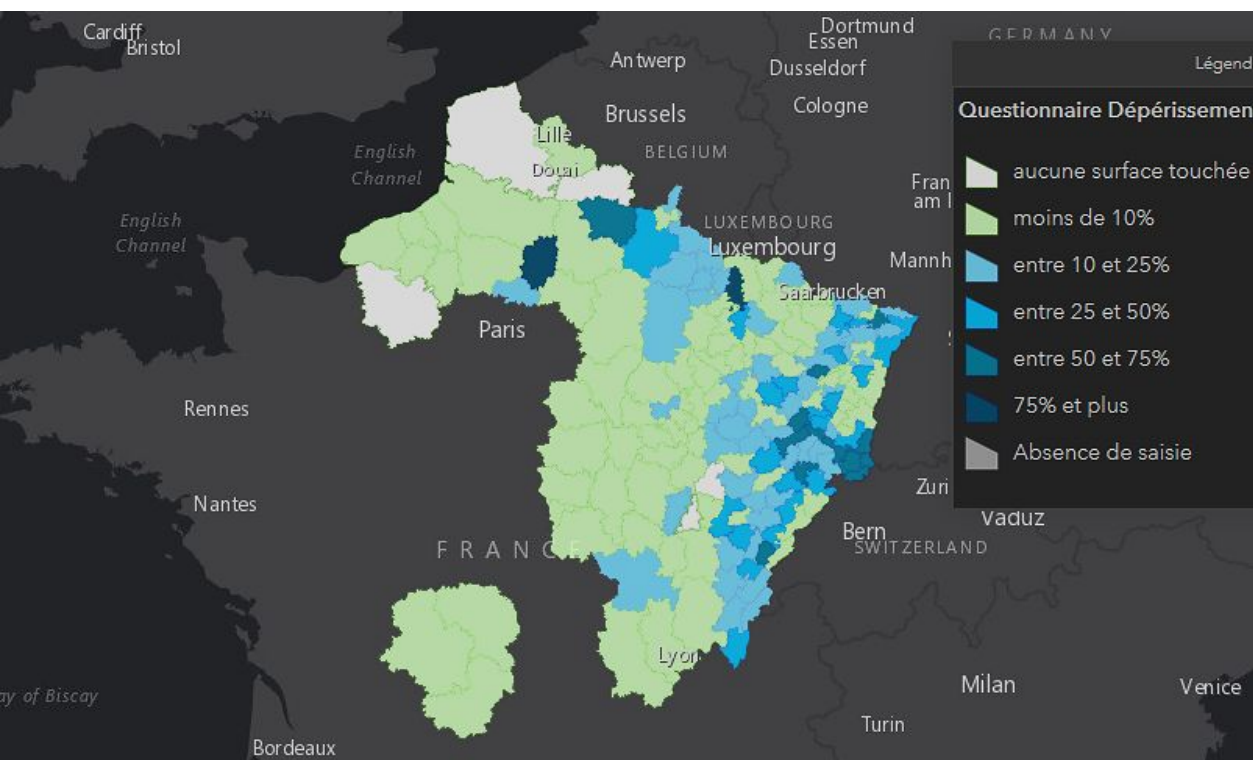 Cardiff
Bristol
Dortmund
Essen
Dusseldorf
Cologne
GERMANY
Antwerp
Brussels
BELGIUM
Lille
Douai
English
Channel
English
Channel
LUXEMBOURG
Luxembourg
Saarbrucken
Paris
Rennes
Nantes
FRANCE
Bern
SWITZERLAND
Vaduz
Lyon
Milan
Venice
Turin
Bordeaux
ay of Biscay
Fran
am
Mannh
Zuri
Légend
Questionnaire Dépérissemen
aucune surface touchée
moins de 10%
entre 10 et 25%
entre 25 et 50%
entre 50 et 75%
75% et plus
Absence de saisie